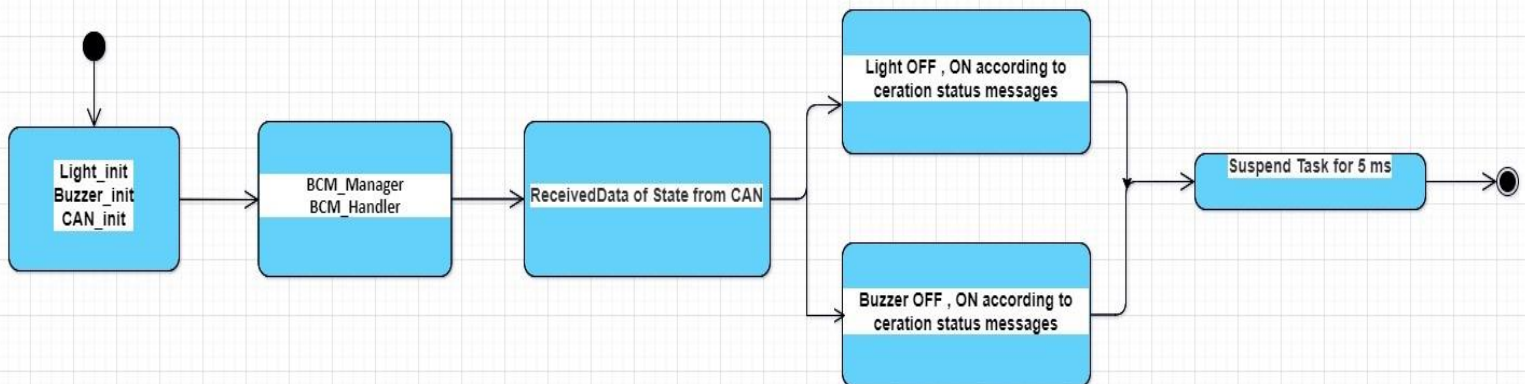 Light_init
Buzzer_init
CAN_init
BCM_Manager
BCM_Handler
ReceivedData of State from CAN
Light OFF , ON according to
ceration status messages
Buzzer OFF , ON according to
ceration status messages
Suspend Task for 5 ms